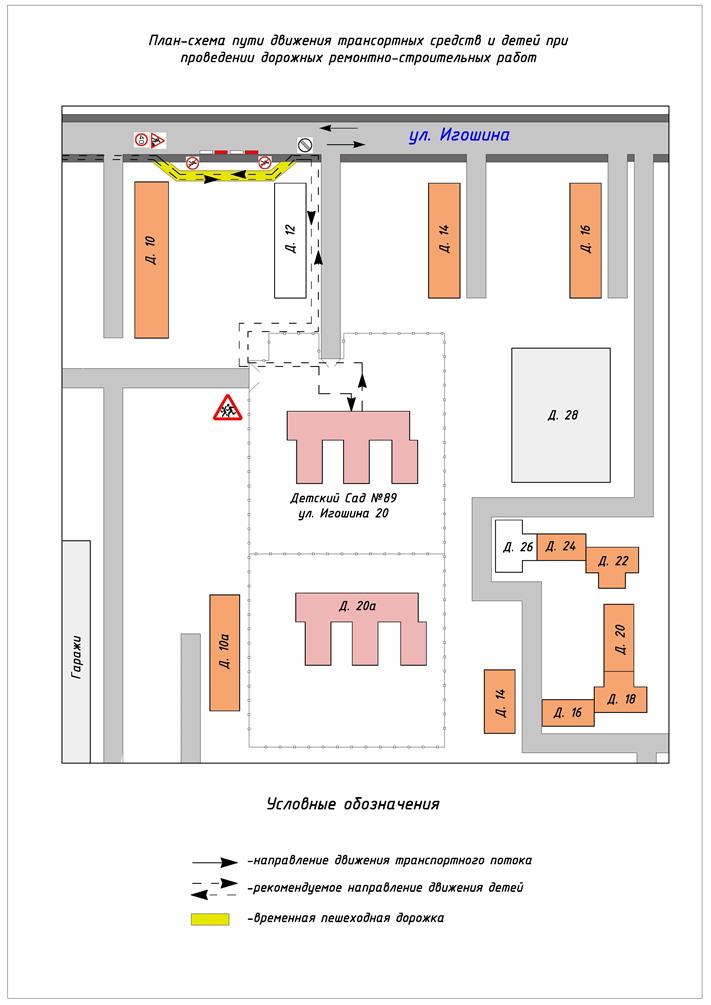 План-схема пути движения трансортных средств и детей при
проведении дорожных ремонтно-строительных работ
ул. Игошина
40
Д. 10
Д. 12
Д. 14
Д. 16
Д. 28
Детский Сад №89
ул. Игошина 20
Д. 26
Д. 24
Д. 22
Гаражи
Д. 10а
Д. 20а
Д. 20
Д. 14
Д. 16
Д. 18
Условные обозначения
-направление движения транспортного потока
-рекомендуемое направление движения детей
-временная пешеходная дорожка